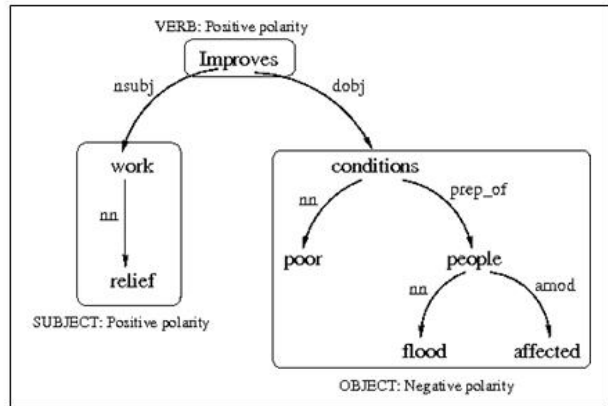 VERB: Positive polarity
Improves
nsubj
dobj
work
conditions
nn
nn
prep_of
poor
people
relief
nn
amod
SUBJECT: Positive polarity
flood
affected
OBJECT: Negative polarity